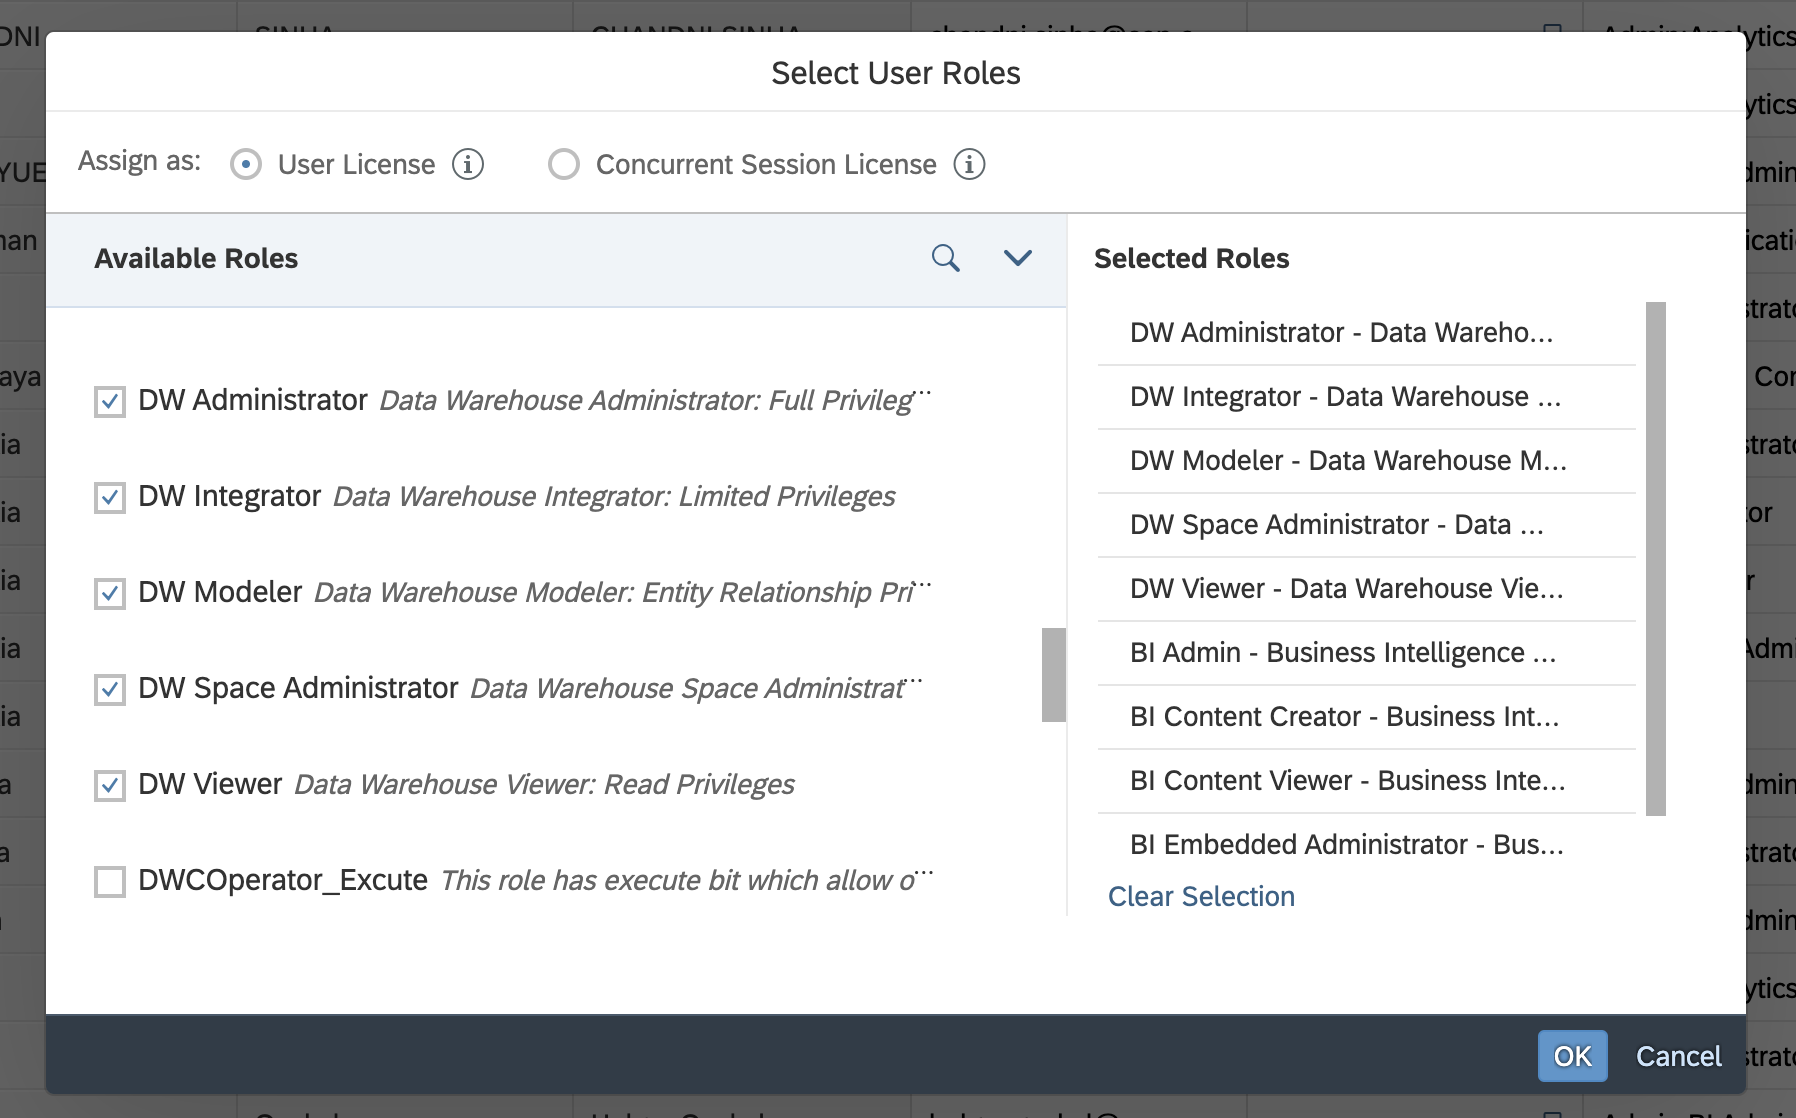 Select User Roles
Assign as: User License Concurrent Session License
Available Roles
DW Administrator Data Warehouse Administrator: Full Privileg...
DW Integrator Data Warehouse Integrator: Limited Privileges
DW Modeler Data Warehouse Modeler: Entity Relationship Pri...
DW Space Administrator Data Warehouse Space Administrat...
DW Viewer Data Warehouse Viewer: Read Privileges
DWCOperator_Excute This role has execute bit which allow o...
Selected Roles
DW Administrator - Data Wareho...
DW Integrator - Data Warehouse ...
DW Modeler - Data Warehouse M...
DW Space Administrator - Data ...
DW Viewer - Data Warehouse Vie...
BI Admin - Business Intelligence ...
BI Content Creator - Business Int...
BI Content Viewer - Business Inte...
BI Embedded Administrator - Bus...
Clear Selection
OK Cancel